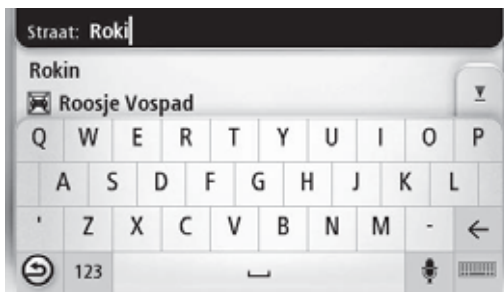 Straat: Roki
Rokin
Roosje Vospad
Q W E R T Y U I O P
A S D F G H J K L
' Z X C V B N M -
123